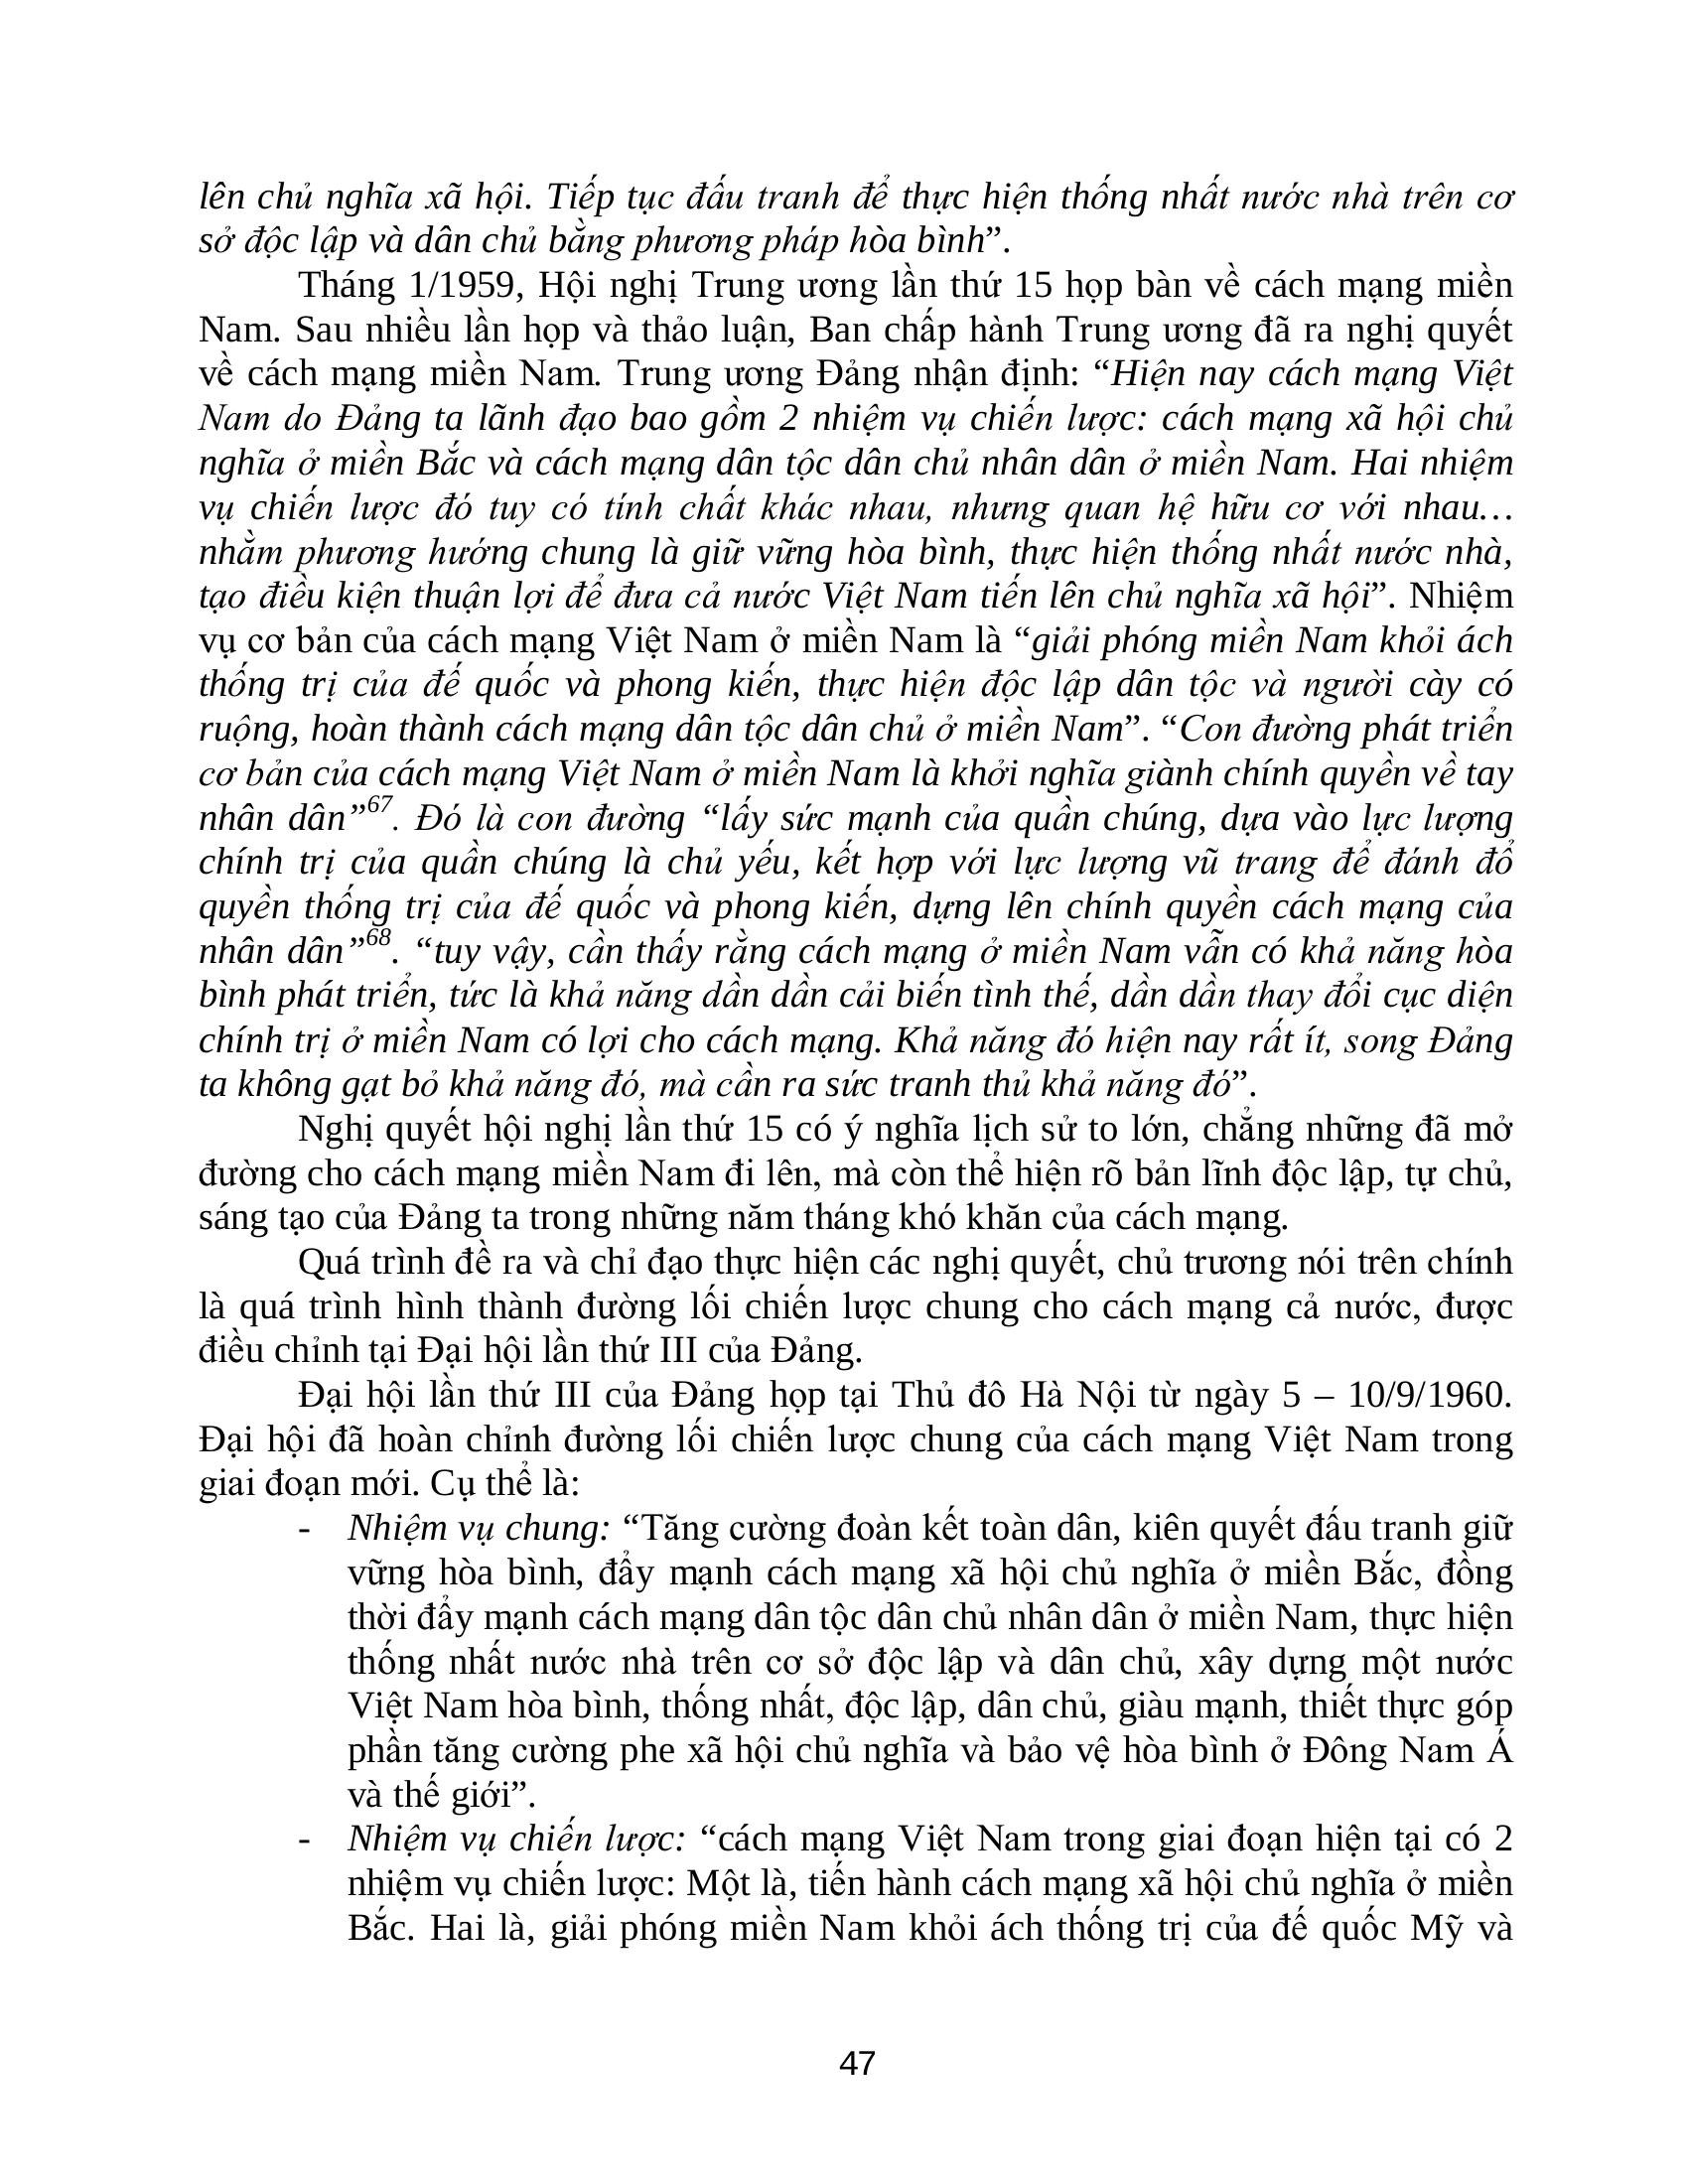 lên chủ nghĩa xã hội. Tiếp tục đấu tranh để thực hiện thống nhất nước nhà trên cơ
sở độc lập và dân chủ bằng phương pháp hòa bình”.
Tháng 1/1959, Hội nghị Trung ương lần thứ 15 họp bàn về cách mạng miền
Nam. Sau nhiều lần họp và thảo luận, Ban chấp hành Trung ương đã ra nghị quyết
về cách mạng miền Nam. Trung ương Đảng nhận định: “Hiện nay cách mạng Việt
Nam do Đảng ta lãnh đạo bao gồm 2 nhiệm vụ chiến lược: cách mạng xã hội chủ
nghĩa ở miền Bắc và cách mạng dân tộc dân chủ nhân dân ở miền Nam. Hai nhiệm
vụ chiến lược đó tuy có tính chất khác nhau, nhưng quan hệ hữu cơ với nhau…
nhằm phương hướng chung là giữ vững hòa bình, thực hiện thống nhất nước nhà,
tạo điều kiện thuận lợi để đưa cả nước Việt Nam tiến lên chủ nghĩa xã hội”. Nhiệm
vụ cơ bản của cách mạng Việt Nam ở miền Nam là “giải phóng miền Nam khỏi ách
thống trị của đế quốc và phong kiến, thực hiện độc lập dân tộc và người cày có
ruộng, hoàn thành cách mạng dân tộc dân chủ ở miền Nam”. “Con đường phát triển
cơ bản của cách mạng Việt Nam ở miền Nam là khởi nghĩa giành chính quyền về tay
nhân dân”67. Đó là con đường “lấy sức mạnh của quần chúng, dựa vào lực lượng
chính trị của quần chúng là chủ yếu, kết hợp với lực lượng vũ trang để đánh đổ
quyền thống trị của đế quốc và phong kiến, dựng lên chính quyền cách mạng của
nhân dân”68. “tuy vậy, cần thấy rằng cách mạng ở miền Nam vẫn có khả năng hòa
bình phát triển, tức là khả năng dần dần cải biến tình thế, dần dần thay đổi cục diện
chính trị ở miền Nam có lợi cho cách mạng. Khả năng đó hiện nay rất ít, song Đảng
ta không gạt bỏ khả năng đó, mà cần ra sức tranh thủ khả năng đó”.
Nghị quyết hội nghị lần thứ 15 có ý nghĩa lịch sử to lớn, chẳng những đã mở
đường cho cách mạng miền Nam đi lên, mà còn thể hiện rõ bản lĩnh độc lập, tự chủ,
sáng tạo của Đảng ta trong những năm tháng khó khăn của cách mạng.
Quá trình đề ra và chỉ đạo thực hiện các nghị quyết, chủ trương nói trên chính
là quá trình hình thành đường lối chiến lược chung cho cách mạng cả nước, được
điều chỉnh tại Đại hội lần thứ III của Đảng.
Đại hội lần thứ III của Đảng họp tại Thủ đô Hà Nội từ ngày 5 – 10/9/1960.
Đại hội đã hoàn chỉnh đường lối chiến lược chung của cách mạng Việt Nam trong
giai đoạn mới. Cụ thể là:
- Nhiệm vụ chung: “Tăng cường đoàn kết toàn dân, kiên quyết đấu tranh giữ
vững hòa bình, đẩy mạnh cách mạng xã hội chủ nghĩa ở miền Bắc, đồng
thời đẩy mạnh cách mạng dân tộc dân chủ nhân dân ở miền Nam, thực hiện
thống nhất nước nhà trên cơ sở độc lập và dân chủ, xây dựng một nước
Việt Nam hòa bình, thống nhất, độc lập, dân chủ, giàu mạnh, thiết thực góp
phần tăng cường phe xã hội chủ nghĩa và bảo vệ hòa bình ở Đông Nam Á
và thế giới”.
- Nhiệm vụ chiến lược: “cách mạng Việt Nam trong giai đoạn hiện tại có 2
nhiệm vụ chiến lược: Một là, tiến hành cách mạng xã hội chủ nghĩa ở miền
Bắc. Hai là, giải phóng miền Nam khỏi ách thống trị của đế quốc Mỹ và
47